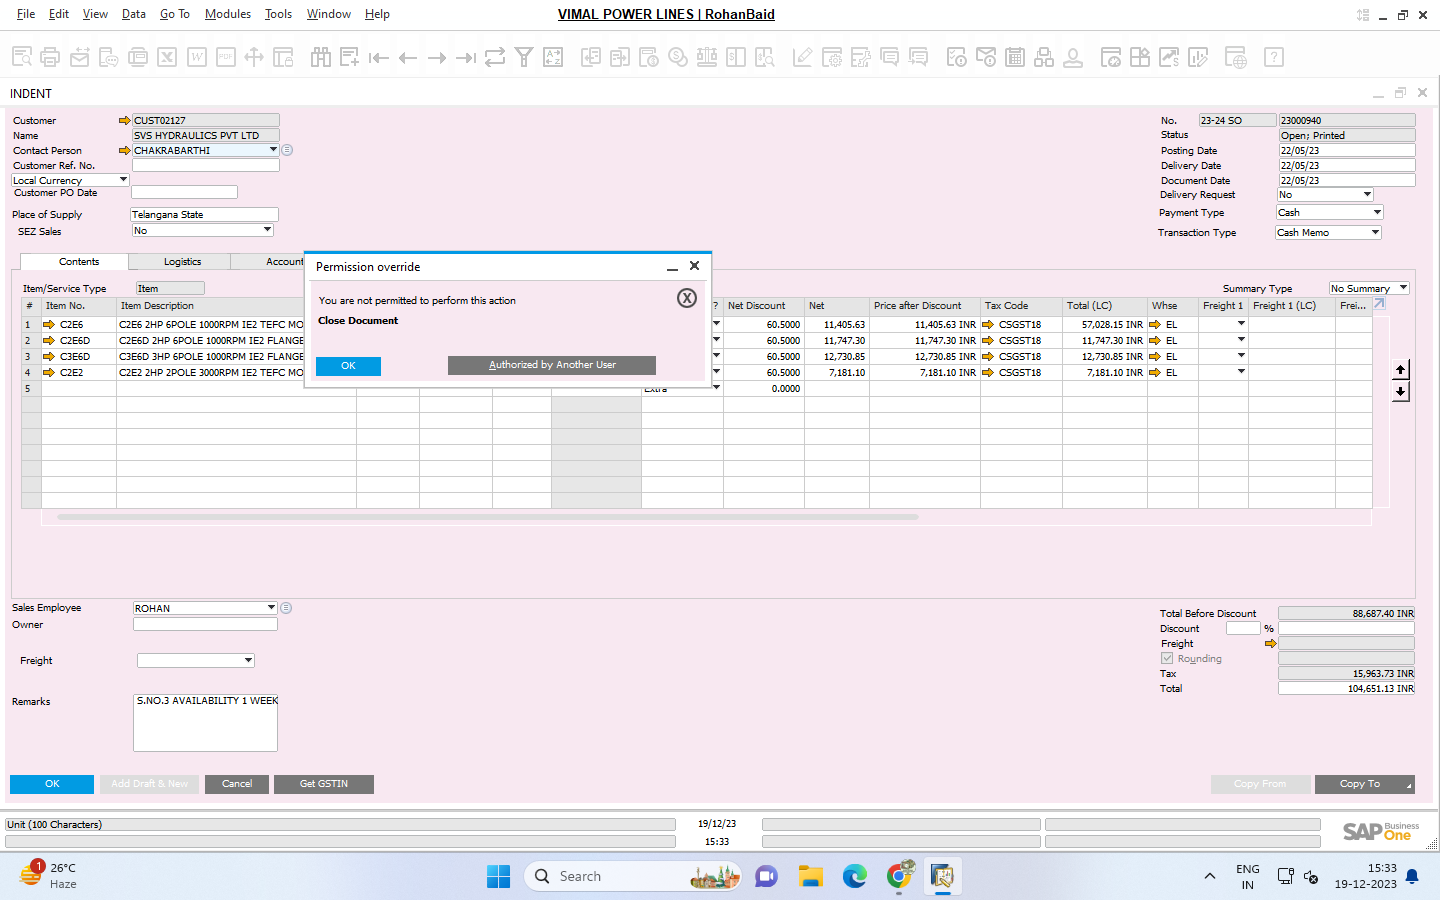 File Edit View Data Go To Modules Tools Window Help
VIMAL POWER LINES | RohanBaid
INDENT
Customer CUST02127
Name SVS HYDRAULICS PVT LTD
Contact Person CHAKRABARTHI
Customer Ref. No.
Local Currency
Customer PO Date
Place of Supply Telangana State
SEZ Sales No
No. 23-24 SO 23000940
Status Open; Printed
Posting Date 22/05/23
Delivery Date 22/05/23
Document Date 22/05/23
Delivery Request No
Payment Type Cash
Transaction Type Cash Memo
Contents Logistics Account
Permission override
You are not permitted to perform this action
Close Document
OK Authorized by Another User
Item/Service Type Item
Summary Type No Summary
# Item No. Item Description ? Net Discount Net Price after Discount Tax Code Total (LC) Whse Freight 1 Freight 1 (LC) Frei...
1 C2E6 C2E6 2HP 6POLE 1000RPM IE2 TEFC MO 60.5000 11,405.63 11,405.63 INR CSGST18 57,028.15 INR EL
2 C2E6D C2E6D 2HP 6POLE 1000RPM IE2 FLANGE 60.5000 11,747.30 11,747.30 INR CSGST18 11,747.30 INR EL
3 C3E6D C3E6D 3HP 6POLE 1000RPM IE2 FLANGE 60.5000 12,730.85 12,730.85 INR CSGST18 12,730.85 INR EL
4 C2E2 C2E2 2HP 2POLE 3000RPM IE2 TEFC MO 60.5000 7,181.10 7,181.10 INR CSGST18 7,181.10 INR EL
5 Extra 0.0000
Sales Employee ROHAN
Owner
Freight
Remarks S.NO.3 AVAILABILITY 1 WEEK
Total Before Discount 88,687.40 INR
Discount %
Freight
Rounding
Tax 15,963.73 INR
Total 104,651.13 INR
OK Add Draft & New Cancel Get GSTIN Copy From Copy To
Unit (100 Characters) 19/12/23
15:33
SAP Business One
26°C
Haze
1
Search
ENG
IN
15:33
19-12-2023